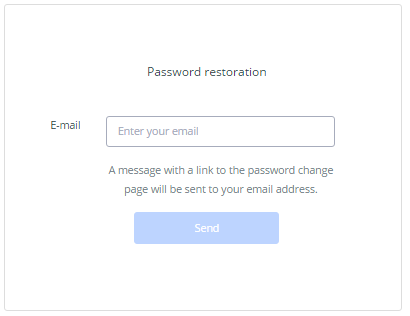 Password restoration
E-mail
Enter your email
A message with a link to the password change
page will be sent to your email address.
Send